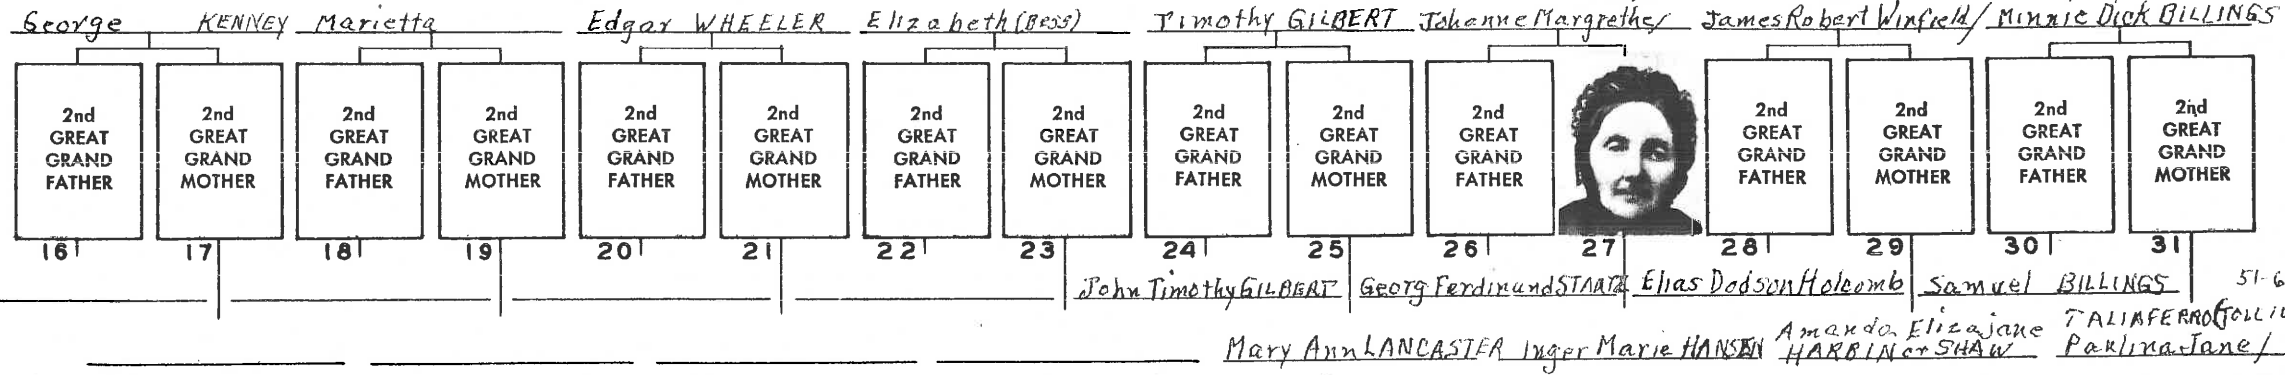 George KENNEY Marietta Edgar WHEELER Elizabeth (Bess) Timothy GILBERT Johanne Margrethe/ James Robert Winfield/ Minnie Dick BILLINGS
2nd 2nd 2nd 2nd 2nd 2nd 2nd 2nd 2nd 2nd 2nd 2nd 2nd 2nd 2nd
GREAT GREAT GREAT GREAT GREAT GREAT GREAT GREAT GREAT GREAT GREAT GREAT GREAT GREAT GREAT
GRAND GRAND GRAND GRAND GRAND GRAND GRAND GRAND GRAND GRAND GRAND GRAND GRAND GRAND GRAND
FATHER MOTHER FATHER MOTHER FATHER MOTHER FATHER MOTHER FATHER MOTHER FATHER FATHER MOTHER FATHER MOTHER
16 17 18 19 20 21 22 23 24 25 26 27 28 29 30 31
John Timothy GILBERT Georg Ferdinund Elias Dodson Holcomb Samuel BILLINGS 51-6
Amanda Elizajane TALIAFERRO
Mary Ann LANCASTER Inger Marie HANSEN HARBIN or SHAW Paulina Jane/